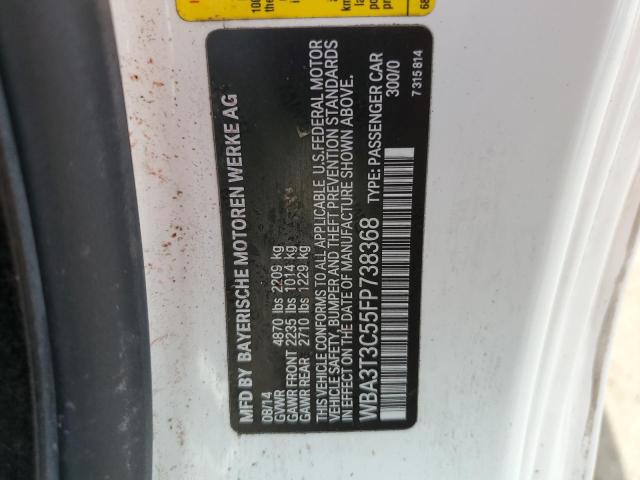 MFD BY BAYERISCHE MOTOREN WERKE AG
08/14
GVWR 4870 lbs 2209 kg
GAWR FRONT 2235 lbs 1014 kg
GAWR REAR 2710 lbs 1229 kg
THIS VEHICLE CONFORMS TO ALL APPLICABLE U.S.FEDERAL MOTOR
VEHICLE SAFETY, BUMPER AND THEFT PREVENTION STANDARDS
IN EFFECT ON THE DATE OF MANUFACTURE SHOWN ABOVE.
WBA3T3C55FP738368 TYPE: PASSENGER CAR
300/0
7 315 814